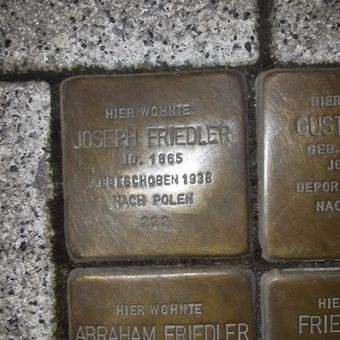 HIER WOHNTE
JOSEPH FRIEDLER
JG. 1865
ABGESCHOBEN 1938
NACH POLEN
???
HIER
GUST
GEB.
JG
DEPOR
NAC
HIER WOHNTE
ABRAHAM FRIEDLER
HIE
FRIE